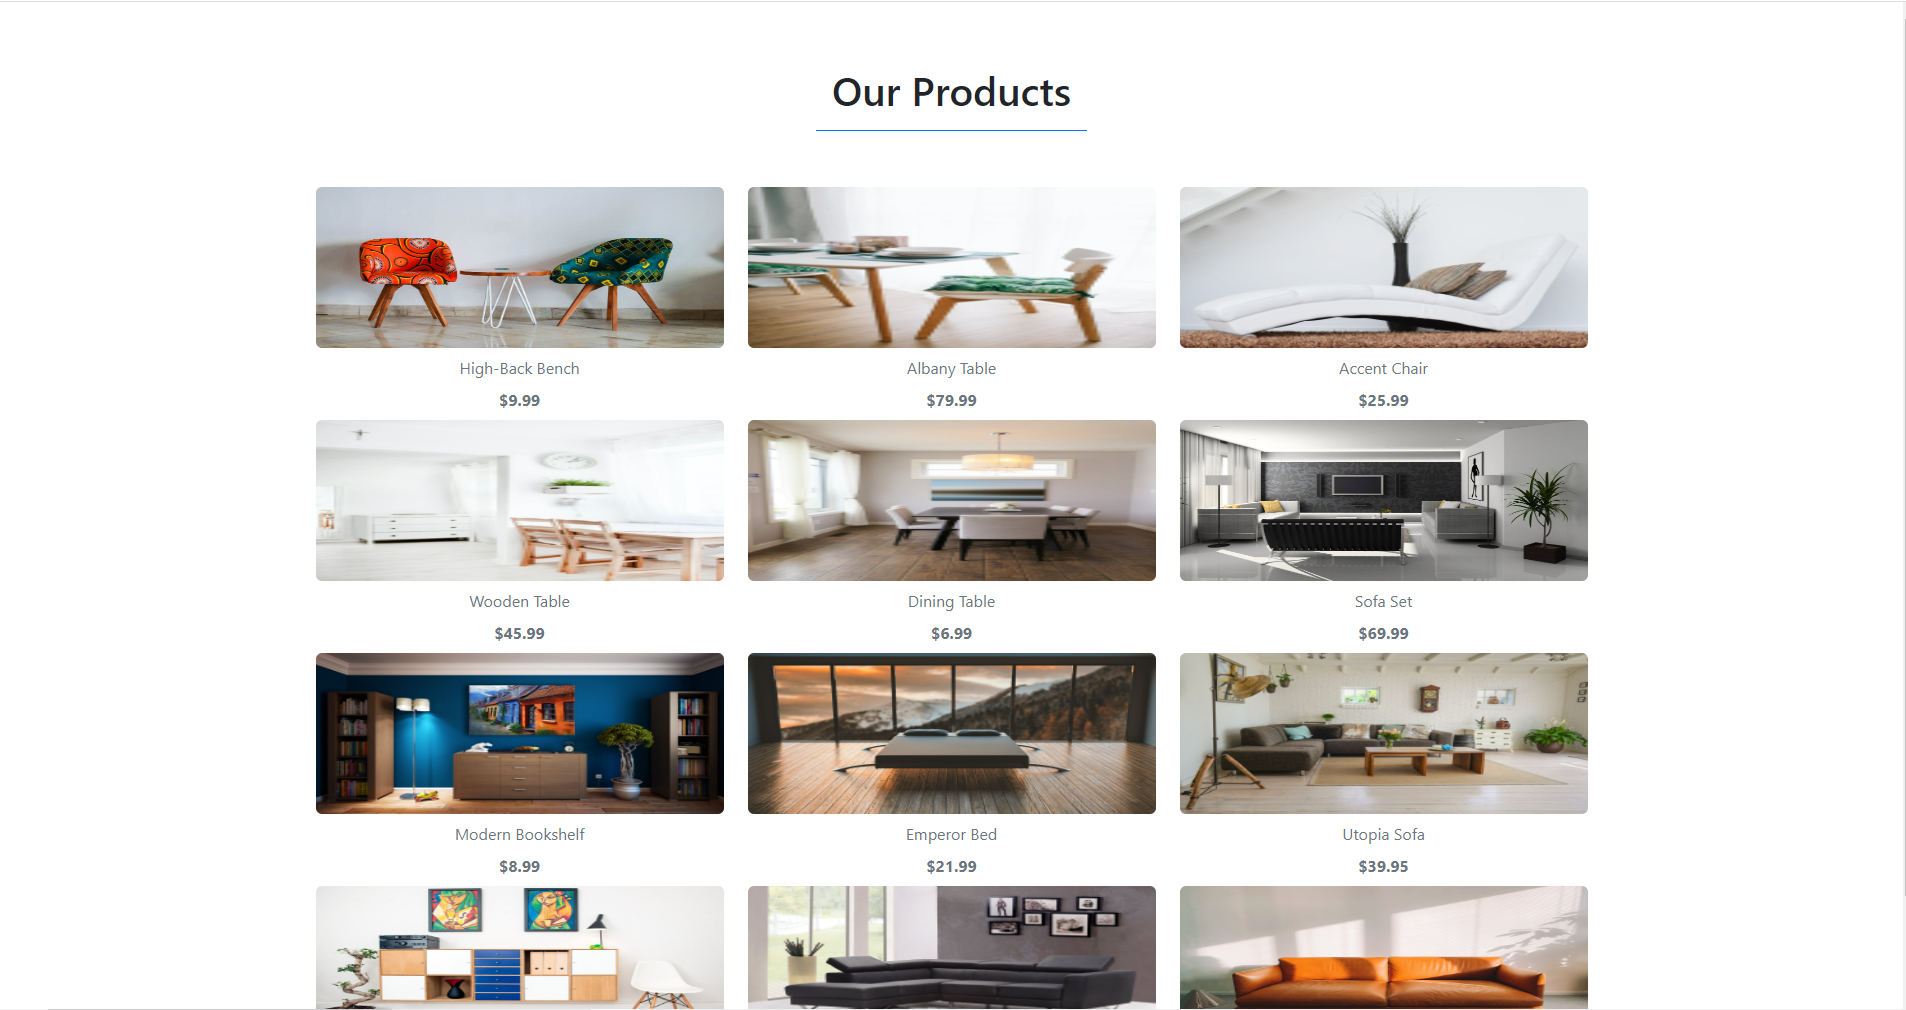 Our Products
High-Back Bench
Albany Table
Accent Chair
$9.99
$79.99
$25.99
Wooden Table
Dining Table
Sofa Set
$45.99
$6.99
$69.99
Modern Bookshelf
Emperor Bed
Utopia Sofa
$8.99
$21.99
$39.95